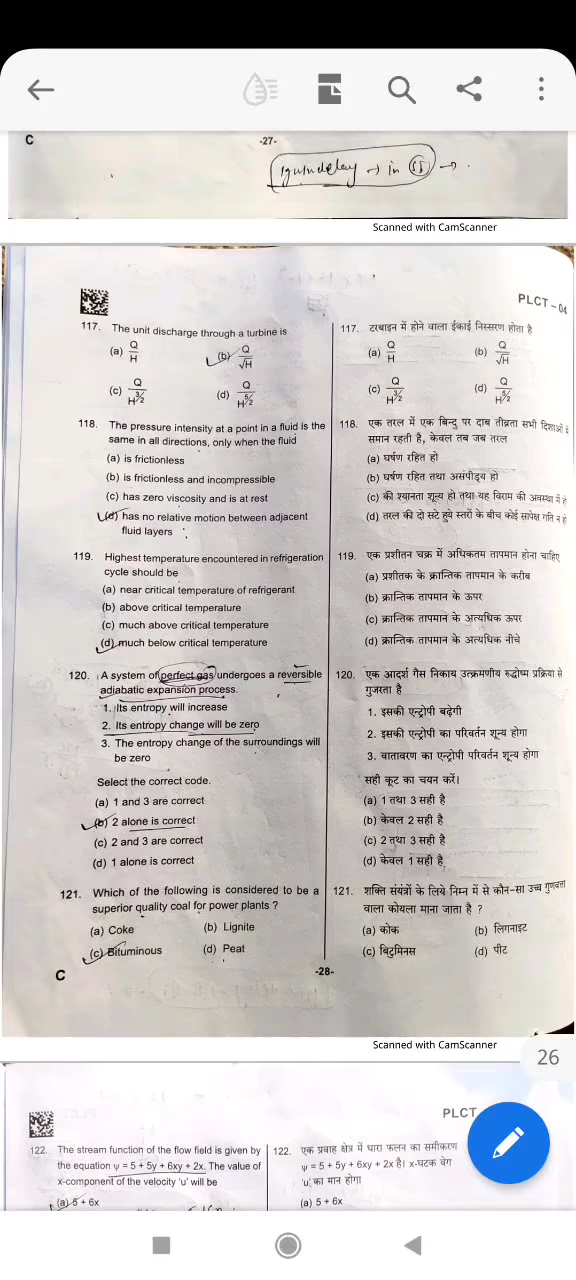 C
-27-
in
Scanned with CamScanner
PLCT - 04
117. The unit discharge through a turbine is
(a) Q/H
(b) Q/√H
(c) Q/H^3/2
(d) Q/H^5/2
118. The pressure intensity at a point in a fluid is the
same in all directions, only when the fluid
(a) is frictionless
(b) is frictionless and incompressible
(c) has zero viscosity and is at rest
(d) has no relative motion between adjacent
fluid layers
119. Highest temperature encountered in refrigeration
cycle should be
(a) near critical temperature of refrigerant
(b) above critical temperature
(c) much above critical temperature
(d) much below critical temperature
120. A system of perfect gas undergoes a reversible
adiabatic expansion process.
1. Its entropy will increase
2. Its entropy change will be zero
3. The entropy change of the surroundings will
be zero
Select the correct code.
(a) 1 and 3 are correct
(b) 2 alone is correct
(c) 2 and 3 are correct
(d) 1 alone is correct
121. Which of the following is considered to be a
superior quality coal for power plants ?
(a) Coke
(b) Lignite
(c) Bituminous
(d) Peat
117. टरबाइन में होने वाला ईकाई निस्सरण होता है
(a) Q/H
(b) Q/√H
(c) Q/H^3/2
(d) Q/H^5/2
118. एक तरल में एक बिन्दु पर दाब तीव्रता सभी दिशाओं
समान रहती है, केवल तब जब तरल
(a) घर्षण रहित हो
(b) घर्षण रहित तथा असंपीड्य हो
(c) की श्यानता शून्य हो तथा यह विराम की अवस्था में
(d) तरल की दो सटे हुये स्तरों के बीच कोई सापेक्ष गति न
119. एक प्रशीतन चक्र में अधिकतम तापमान होना चाहिए
(a) प्रशीतक के क्रान्तिक तापमान के करीब
(b) क्रान्तिक तापमान के ऊपर
(c) क्रान्तिक तापमान के अत्यधिक ऊपर
(d) क्रान्तिक तापमान के अत्यधिक नीचे
120. एक आदर्श गैस निकाय उत्क्रमणीय रूद्धोष्म प्रक्रिया से
गुजरता है
1. इसकी एन्ट्रोपी बढ़ेगी
2. इसकी एन्ट्रोपी का परिवर्तन शून्य होगा
3. वातावरण का एन्ट्रोपी परिवर्तन शून्य होगा
सही कूट का चयन करें।
(a) 1 तथा 3 सही है
(b) केवल 2 सही है
(c) 2 तथा 3 सही है
(d) केवल 1 सही है
121. शक्ति संयंत्रों के लिये निम्न में से कौन-सा उच्च गुणवत्ता
वाला कोयला माना जाता है ?
(a) कोक
(b) लिगनाइट
(c) बिटुमिनस
(d) पीट
C
-28-
Scanned with CamScanner
26
PLCT
122. The stream function of the flow field is given by
the equation ψ = 5 + 5y + 6xy + 2x. The value of
x-component of the velocity 'u' will be
(a) 5 + 6x
122. एक प्रवाह क्षेत्र में धारा फलन का समीकरण
ψ = 5 + 5y + 6xy + 2x है। x-घटक वेग
'u' का मान होगा
(a) 5 + 6x